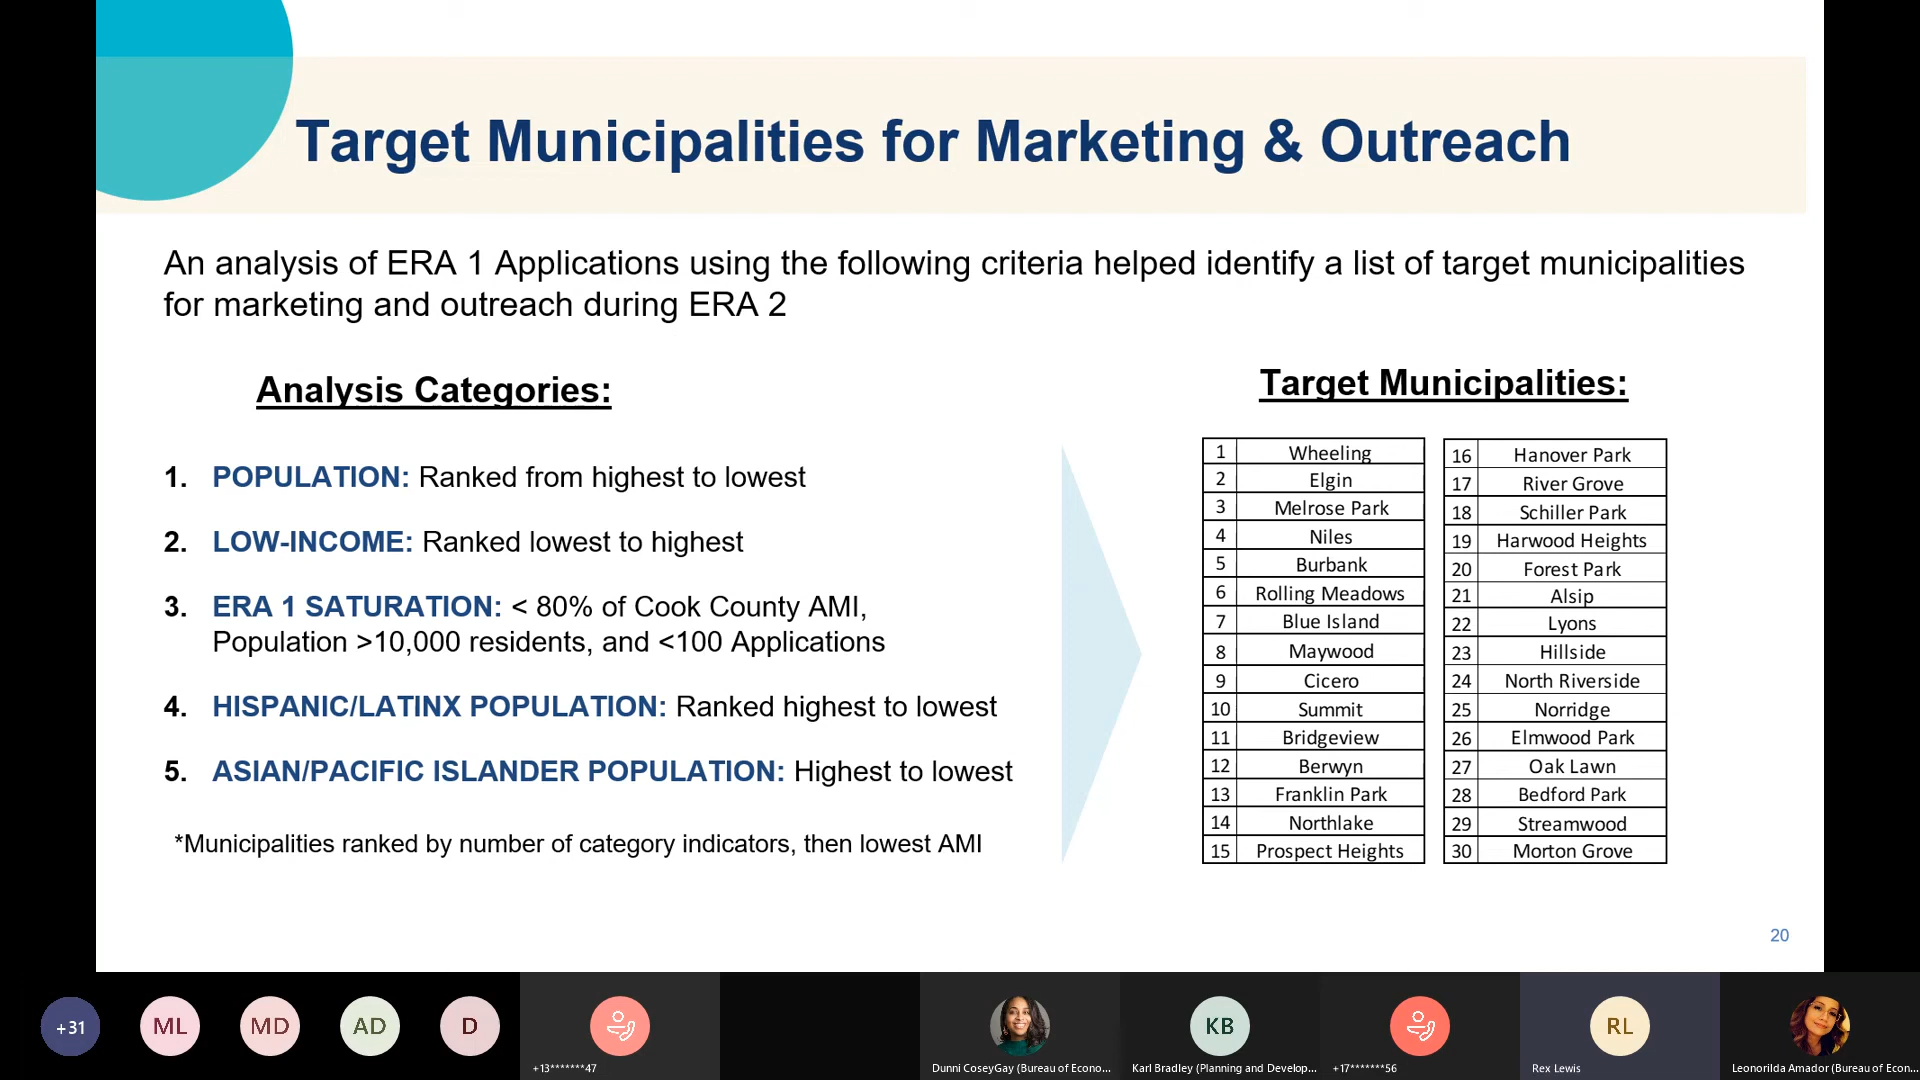 Target Municipalities for Marketing & Outreach
An analysis of ERA 1 Applications using the following criteria helped identify a list of target municipalities
for marketing and outreach during ERA 2
Analysis Categories:
1. POPULATION: Ranked from highest to lowest
2. LOW-INCOME: Ranked lowest to highest
3. ERA 1 SATURATION: < 80% of Cook County AMI,
Population >10,000 residents, and <100 Applications
4. HISPANIC/LATINX POPULATION: Ranked highest to lowest
5. ASIAN/PACIFIC ISLANDER POPULATION: Highest to lowest
*Municipalities ranked by number of category indicators, then lowest AMI
Target Municipalities:
1 Wheeling
2 Elgin
3 Melrose Park
4 Niles
5 Burbank
6 Rolling Meadows
7 Blue Island
8 Maywood
9 Cicero
10 Summit
11 Bridgeview
12 Berwyn
13 Franklin Park
14 Northlake
15 Prospect Heights
16 Hanover Park
17 River Grove
18 Schiller Park
19 Harwood Heights
20 Forest Park
21 Alsip
22 Lyons
23 Hillside
24 North Riverside
25 Norridge
26 Elmwood Park
27 Oak Lawn
28 Bedford Park
29 Streamwood
30 Morton Grove
20
+31
ML
MD
AD
D
+13*******47
Dunni CoseyGay (Bureau of Econo...
KB
Karl Bradley (Planning and Develop...
+17*******56
RL
Rex Lewis
Leonorilda Amador (Bureau of Econ...